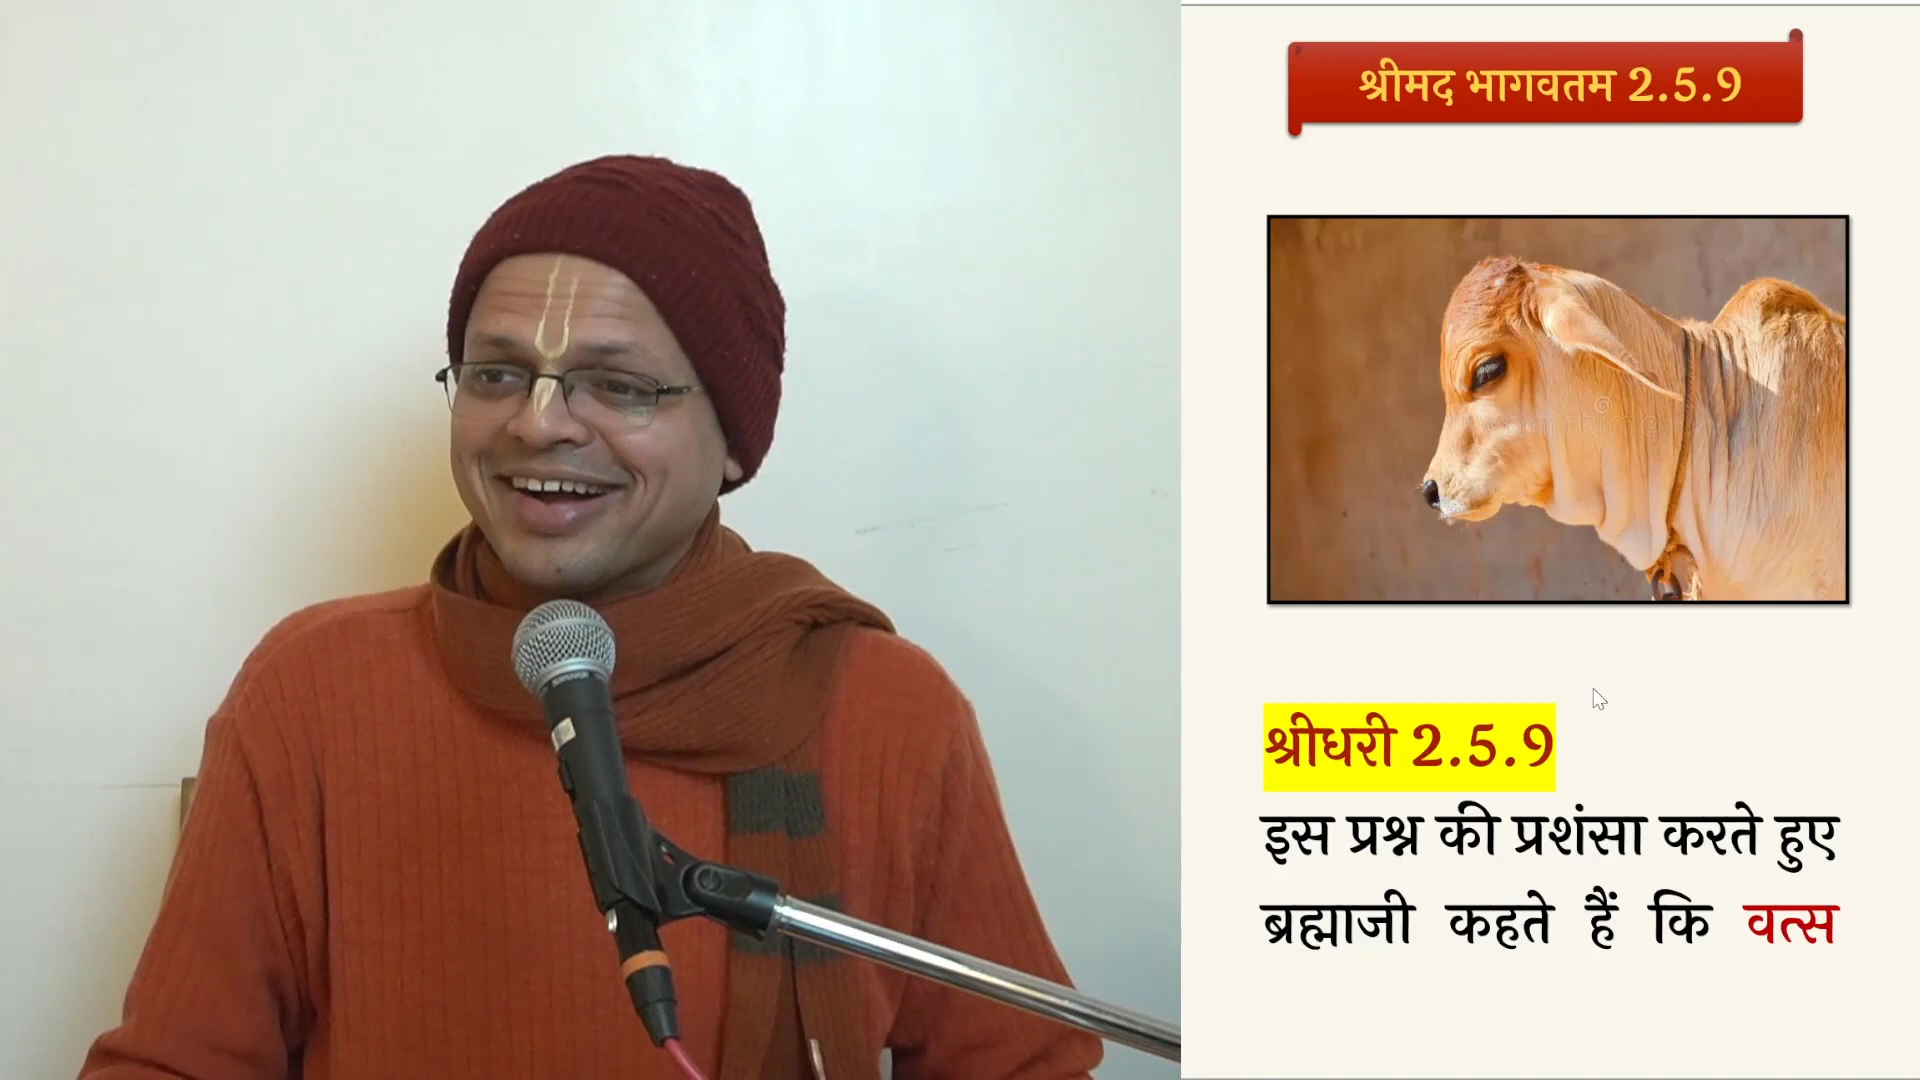 श्रीमद भागवतम 2.5.9
श्रीधरी 2.5.9
इस प्रश्न की प्रशंसा करते हुए
ब्रह्माजी कहते हैं कि वत्स